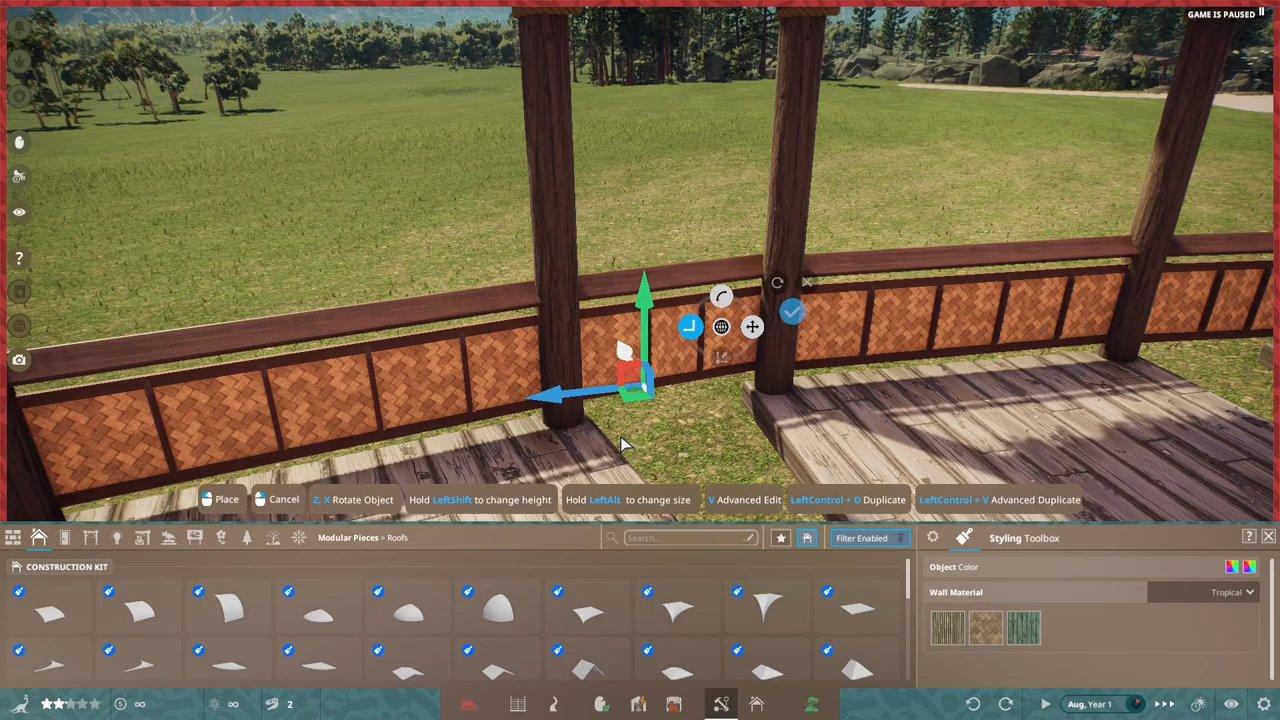 GAME IS PAUSED
?
Place
Cancel
Z, X Rotate Object
Hold LeftShift to change height
Hold LeftAlt to change size
V Advanced Edit
LeftControl + D Duplicate
LeftControl + V Advanced Duplicate
Modular Pieces > Roofs
Search...
Filter Enabled
Styling Toolbox
?
CONSTRUCTION KIT
Object Color
Wall Material
Tropical
∞
∞
2
Aug, Year 1